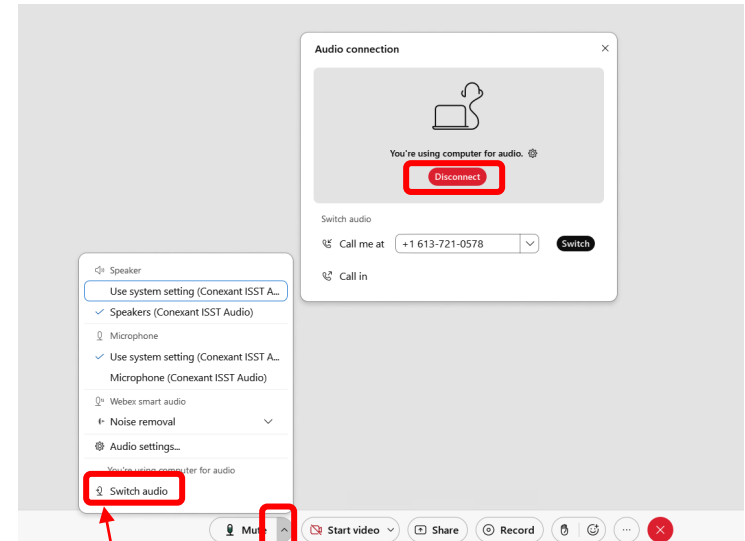 Audio connection
You're using computer for audio.
Disconnect
Switch audio
Call me at +1 613-721-0578 Switch
Call in
Speaker
Use system setting (Conexant ISST A...
Speakers (Conexant ISST Audio)
Microphone
Use system setting (Conexant ISST A...
Microphone (Conexant ISST Audio)
Webex smart audio
Noise removal
Audio settings...
You're using computer for audio
Switch audio
Mute Start video Share Record